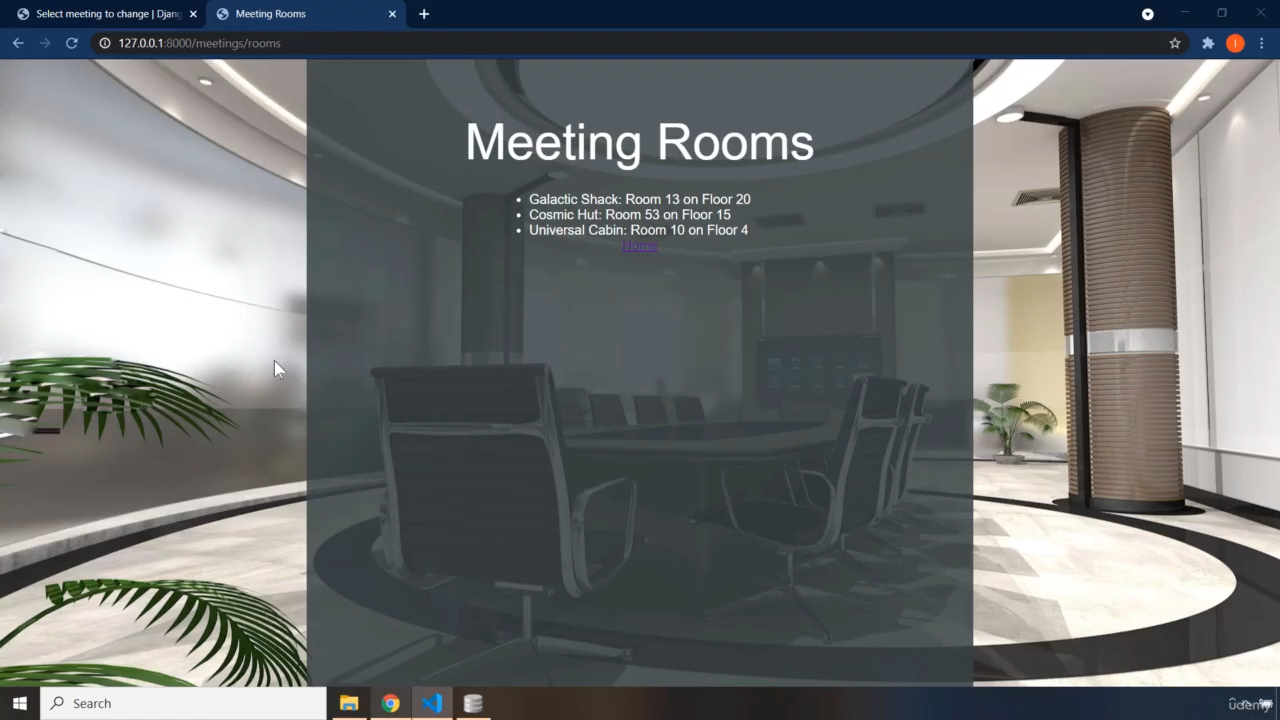 Select meeting to change | Djang
Meeting Rooms
127.0.0.1:8000/meetings/rooms
Meeting Rooms
Galactic Shack: Room 13 on Floor 20
Cosmic Hut: Room 53 on Floor 15
Universal Cabin: Room 10 on Floor 4
Home
Search
udemy